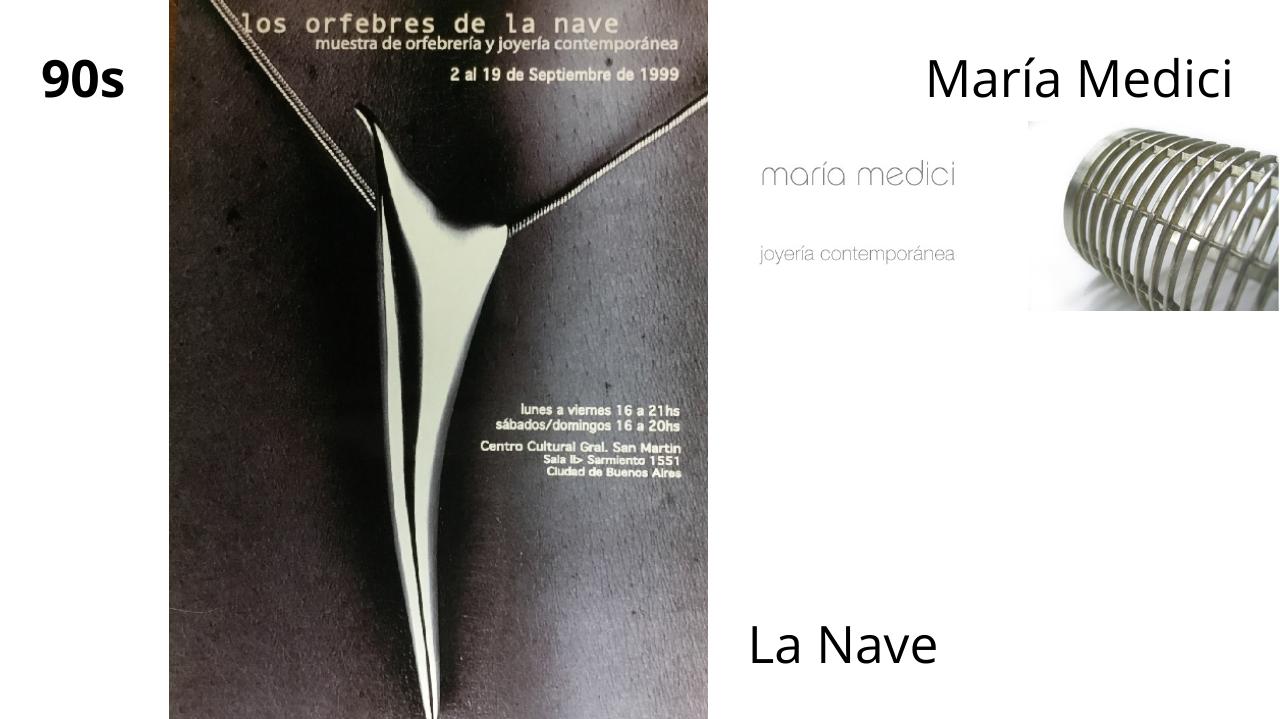 90s
los orfebres de la nave
muestra de orfebrería y joyería contemporánea
2 al 19 de Septiembre de 1999
lunes a viernes 16 a 21hs
sábados/domingos 16 a 20hs
Centro Cultural Gral. San Martin
Sala II> Sarmiento 1551
Ciudad de Buenos Aires
María Medici
maría medici
joyería contemporánea
La Nave